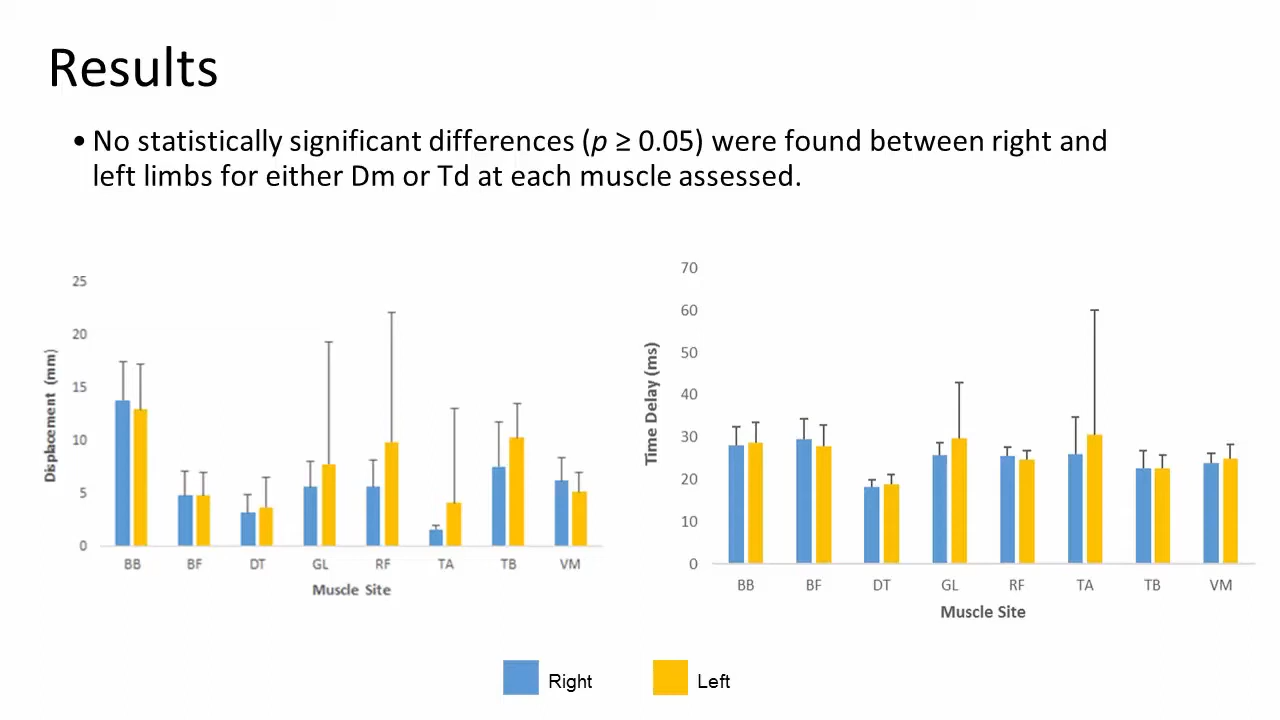 Results
• No statistically significant differences (p ≥ 0.05) were found between right and
left limbs for either Dm or Td at each muscle assessed.
25
20
15
10
5
0
Displacement (mm)
BB BF DT GL RF TA TB VM
Muscle Site
70
60
50
40
30
20
10
0
Time Delay (ms)
BB BF DT GL RF TA TB VM
Muscle Site
Right Left